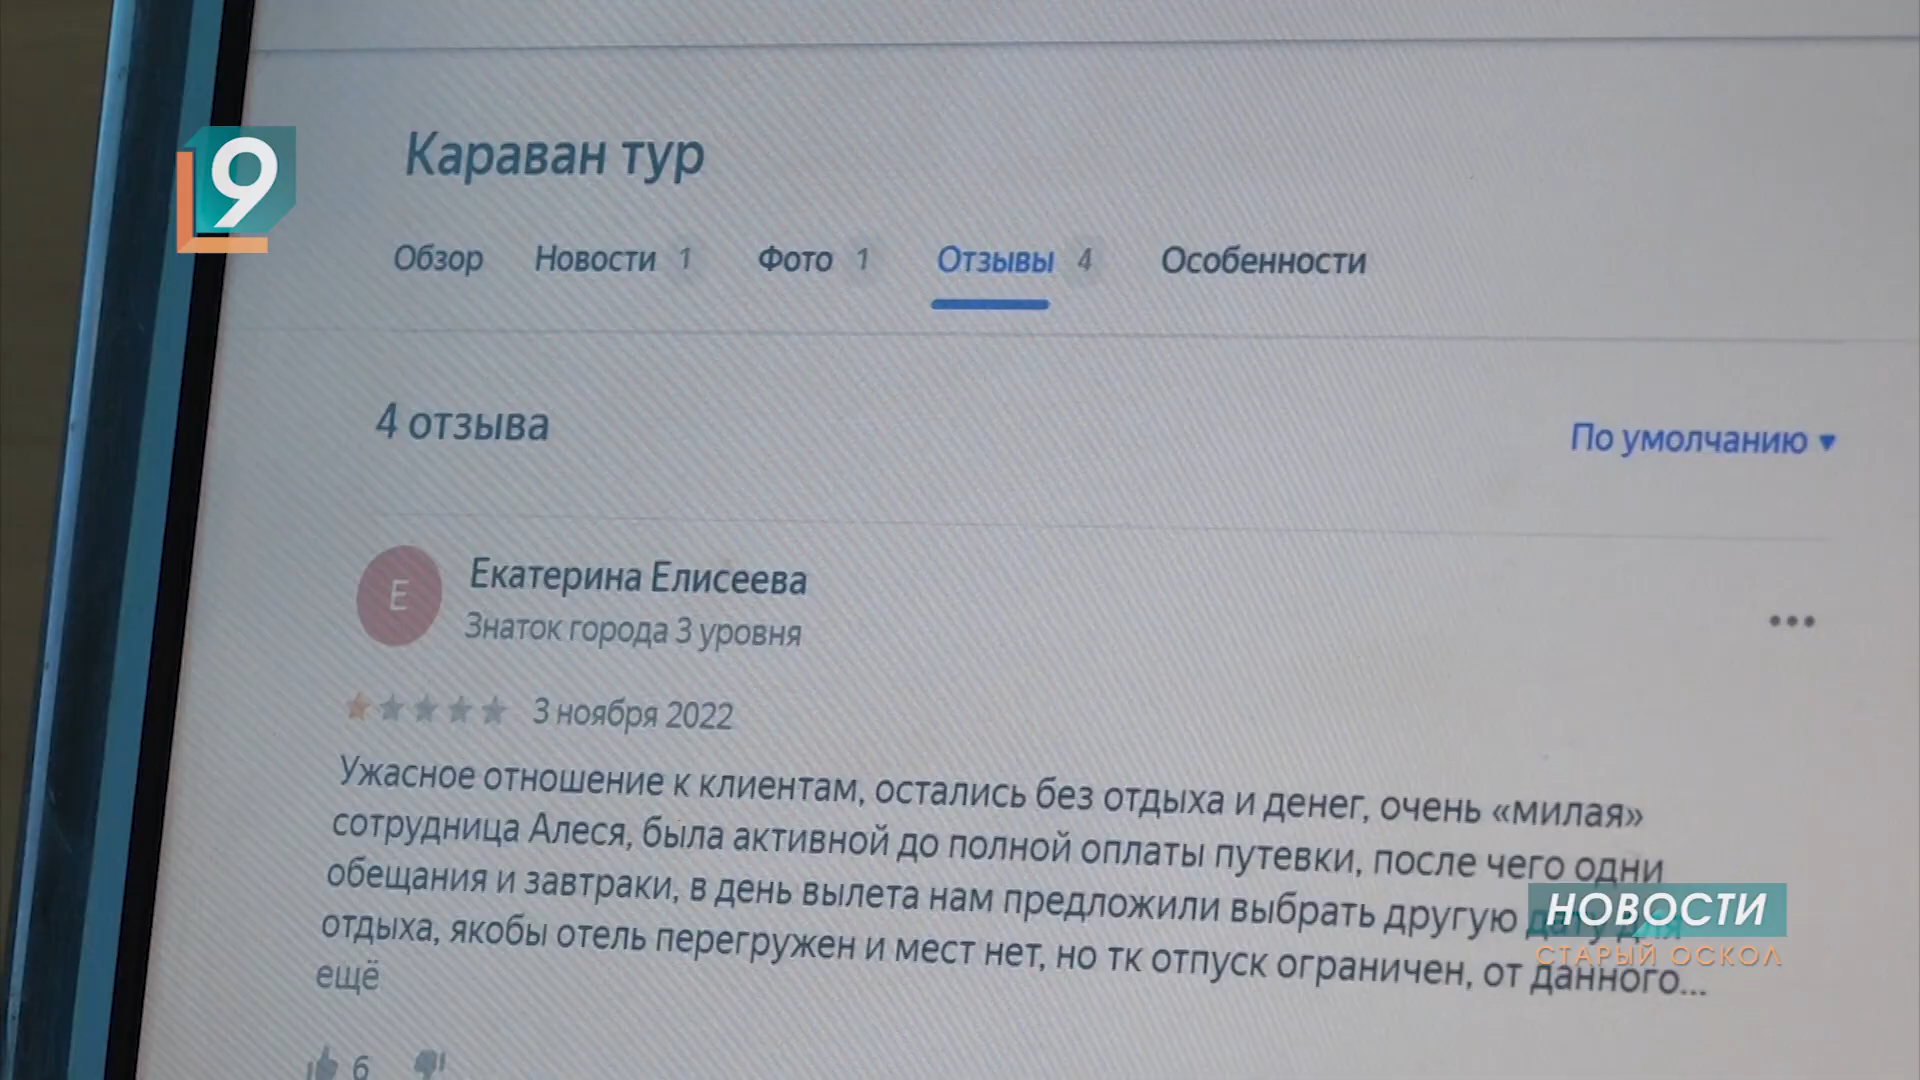 9
Караван тур
Обзор Новости 1 Фото 1 Отзывы 4 Особенности
4 отзыва
По умолчанию
Е
Екатерина Елисеева
Знаток города 3 уровня
3 ноября 2022
Ужасное отношение к клиентам, остались без отдыха и денег, очень «милая»
сотрудница Алеся, была активной до полной оплаты путевки, после чего одни
обещания и завтраки, в день вылета нам предложили выбрать другую дату для
отдыха, якобы отель перегружен и мест нет, но тк отпуск ограничен, от данного...
ещё
6
НОВОСТИ
СТАРЫЙ ОСКОЛ